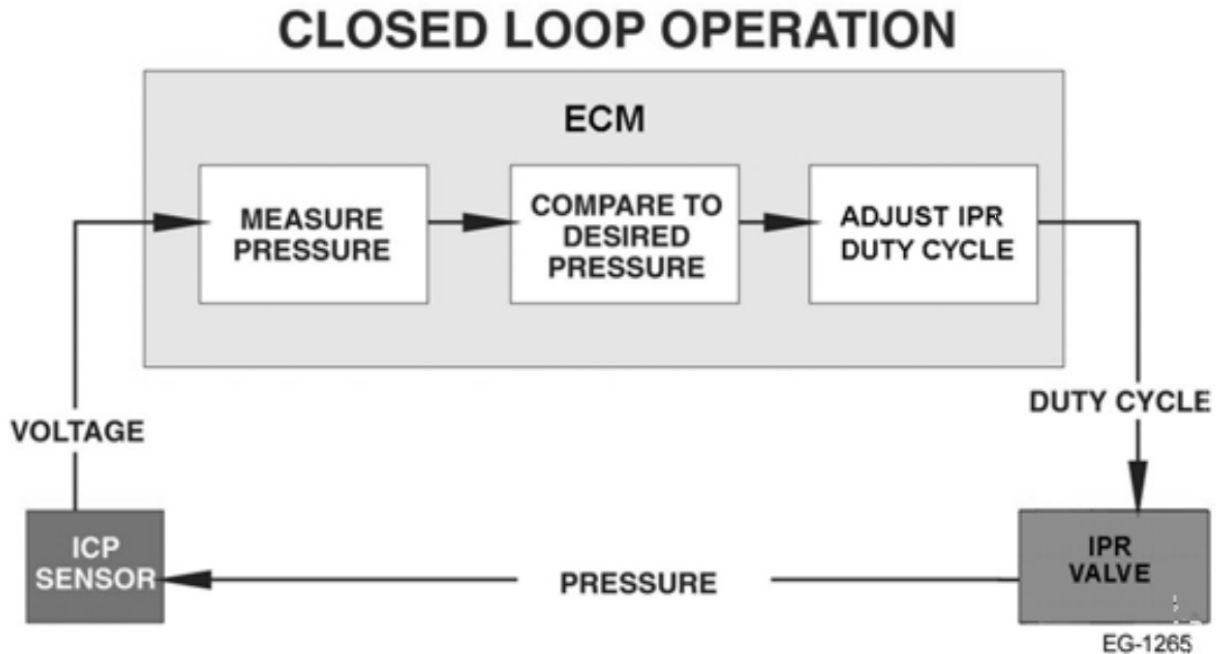 CLOSED LOOP OPERATION
ECM
MEASURE
PRESSURE
COMPARE TO
DESIRED
PRESSURE
ADJUST IPR
DUTY CYCLE
VOLTAGE
DUTY CYCLE
ICP
SENSOR
PRESSURE
IPR
VALVE
EG-1265